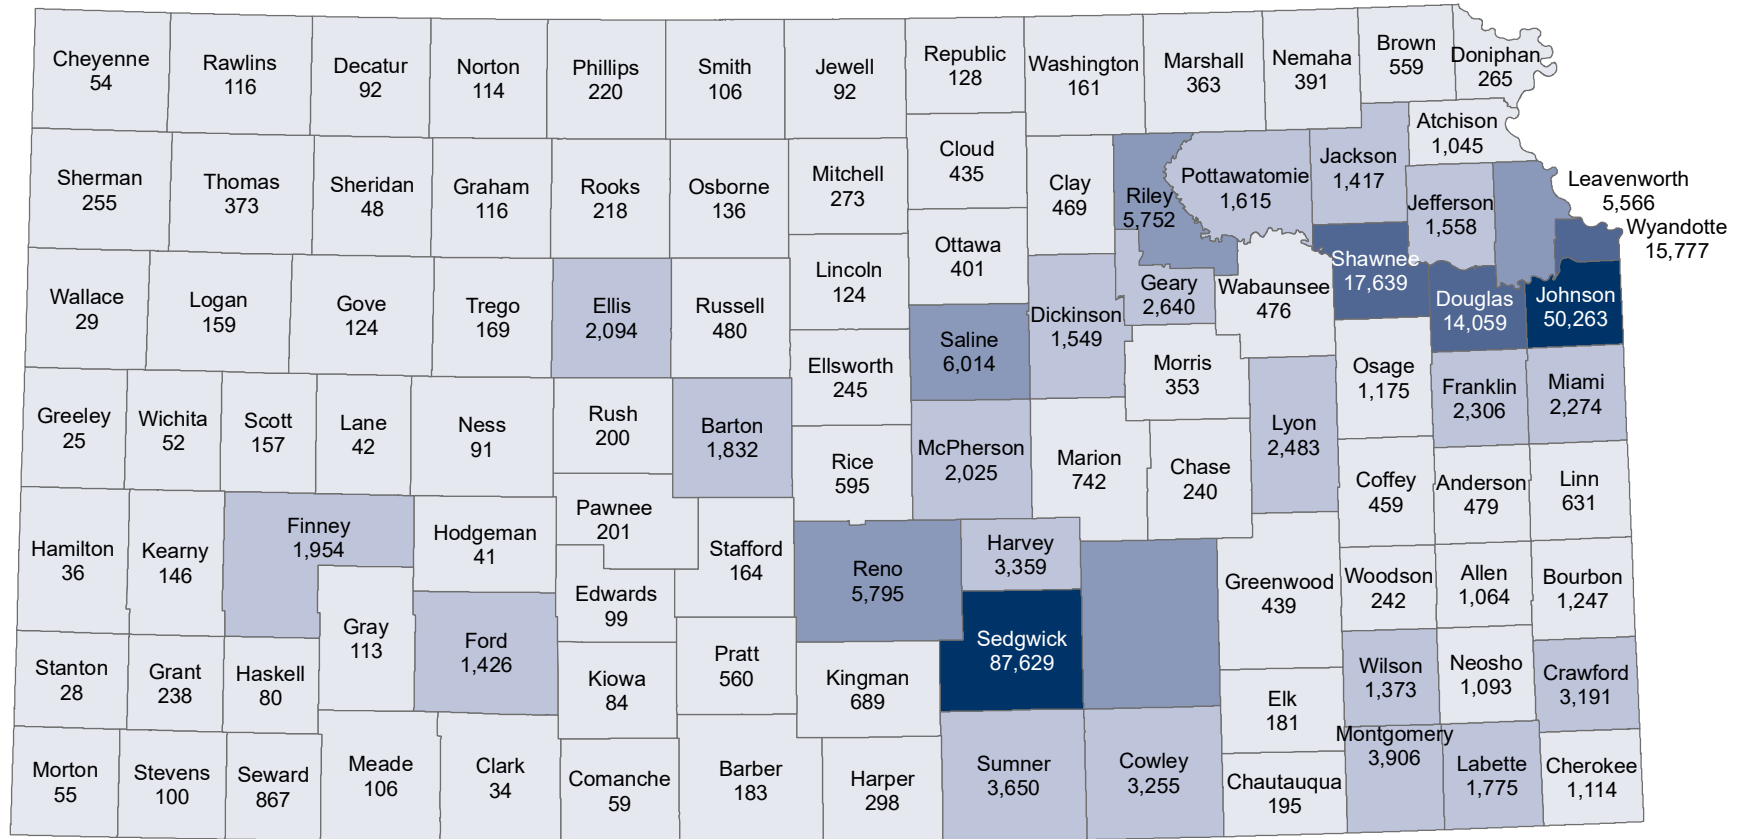 Cheyenne
54
Rawlins
116
Decatur
92
Norton
114
Phillips
220
Smith
106
Jewell
92
Republic
128
Washington
161
Marshall
363
Nemaha
391
Brown
559
Doniphan
265
Sherman
255
Thomas
373
Sheridan
48
Graham
116
Rooks
218
Osborne
136
Mitchell
273
Cloud
435
Clay
469
Riley
5,752
Pottawatomie
1,615
Jackson
1,417
Atchison
1,045
Jefferson
1,558
Leavenworth
5,566
Wyandotte
15,777
Wallace
29
Logan
159
Gove
124
Trego
169
Ellis
2,094
Russell
480
Lincoln
124
Ottawa
401
Saline
6,014
Dickinson
1,549
Geary
2,640
Wabaunsee
476
Shawnee
17,639
Douglas
14,059
Johnson
50,263
Ellsworth
245
Morris
353
Osage
1,175
Franklin
2,306
Miami
2,274
Greeley
25
Wichita
52
Scott
157
Lane
42
Ness
91
Rush
200
Barton
1,832
Rice
595
McPherson
2,025
Marion
742
Chase
240
Lyon
2,483
Coffey
459
Anderson
479
Linn
631
Hamilton
36
Kearny
146
Finney
1,954
Hodgeman
41
Pawnee
201
Stafford
164
Edwards
99
Reno
5,795
Harvey
3,359
Greenwood
439
Woodson
242
Allen
1,064
Bourbon
1,247
Stanton
28
Grant
238
Haskell
80
Gray
113
Ford
1,426
Kiowa
84
Pratt
560
Kingman
689
Sedgwick
87,629
Elk
181
Wilson
1,373
Neosho
1,093
Crawford
3,191
Morton
55
Stevens
100
Seward
867
Meade
106
Clark
34
Comanche
59
Barber
183
Harper
298
Sumner
3,650
Cowley
3,255
Chautauqua
195
Montgomery
3,906
Labette
1,775
Cherokee
1,114